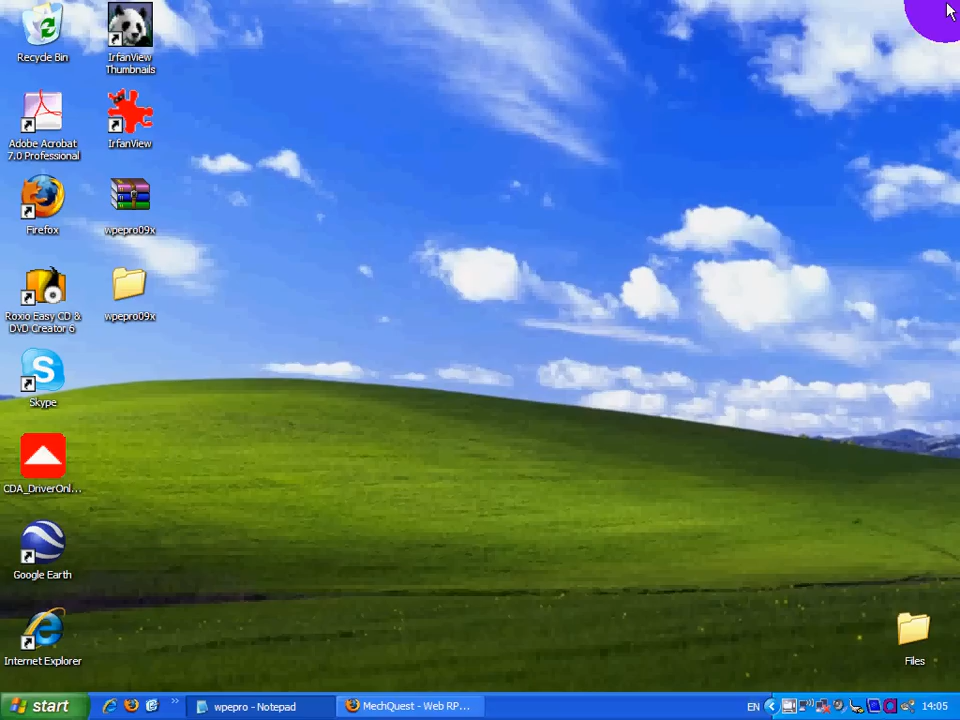 Recycle Bin
IrfanView
Thumbnails
Adobe Acrobat
7.0 Professional
IrfanView
Firefox
wpepro09x
Roxio Easy CD &
DVD Creator 6
wpepro09x
Skype
CDA_DriverOnl...
Google Earth
Internet Explorer
Files
start
wpepro - Notepad
MechQuest - Web RP...
EN
14:05